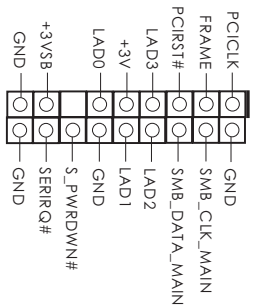 GND
+3VSB
LAD0
+3V
LAD3
PCIRST#
FRAME
PCICLK
GND
SERIRQ#
S_PWRDWN#
GND
LAD1
LAD2
SMB_DATA_MAIN
SMB_CLK_MAIN
GND